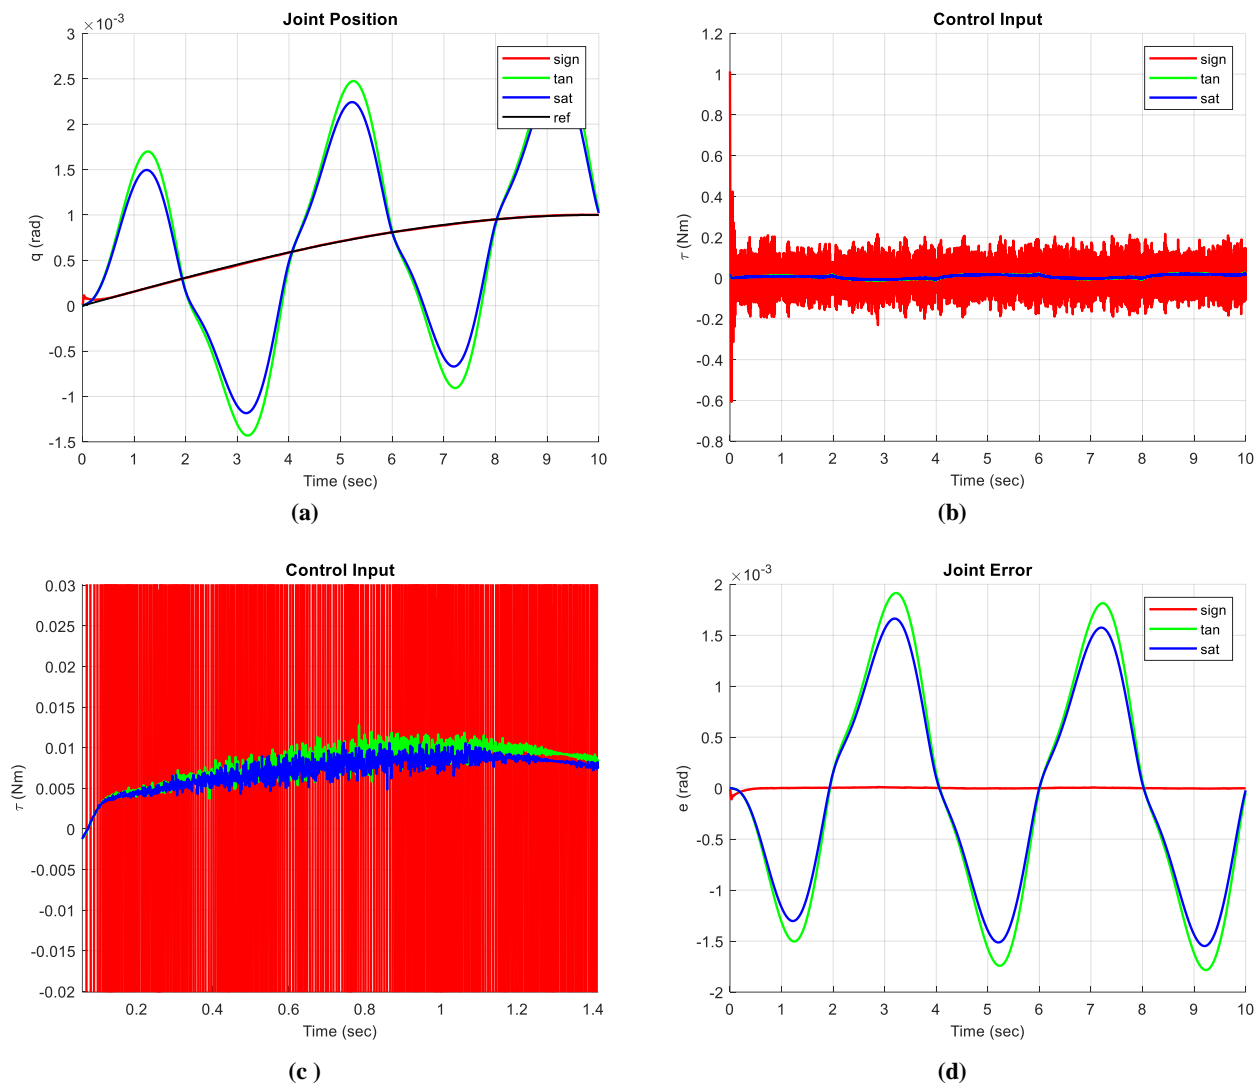 Joint Position
×10⁻³
3
2.5
2
1.5
1
0.5
0
-0.5
-1
-1.5
q (rad)
0 1 2 3 4 5 6 7 8 9 10
Time (sec)
sign
tan
sat
ref
(a)
Control Input
1.2
1
0.8
0.6
0.4
0.2
0
-0.2
-0.4
-0.6
-0.8
τ (Nm)
0 1 2 3 4 5 6 7 8 9 10
Time (sec)
sign
tan
sat
(b)
Control Input
0.03
0.025
0.02
0.015
0.01
0.005
0
-0.005
-0.01
-0.015
-0.02
τ (Nm)
0.2 0.4 0.6 0.8 1 1.2 1.4
Time (sec)
(c )
Joint Error
×10⁻³
2
1.5
1
0.5
0
-0.5
-1
-1.5
-2
e (rad)
0 1 2 3 4 5 6 7 8 9 10
Time (sec)
sign
tan
sat
(d)